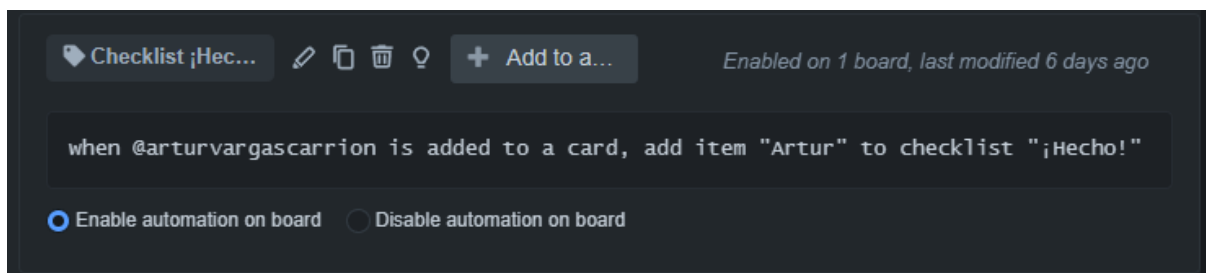 Checklist ¡Hec... Add to a... Enabled on 1 board, last modified 6 days ago
when @arturvargascarrion is added to a card, add item "Artur" to checklist "¡Hecho!"
Enable automation on board Disable automation on board